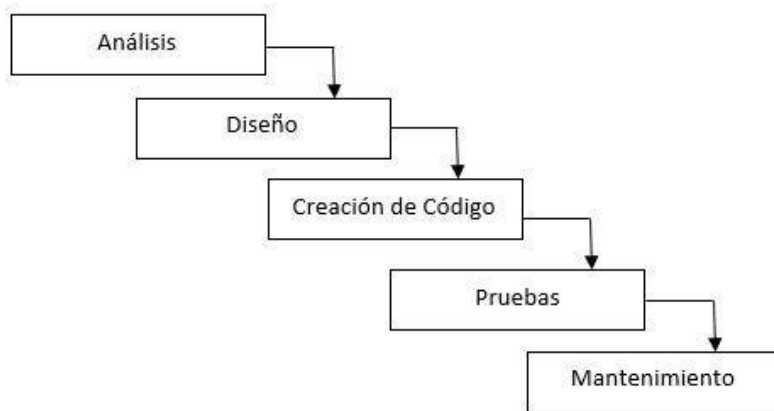 Análisis
Diseño
Creación de Código
Pruebas
Mantenimiento